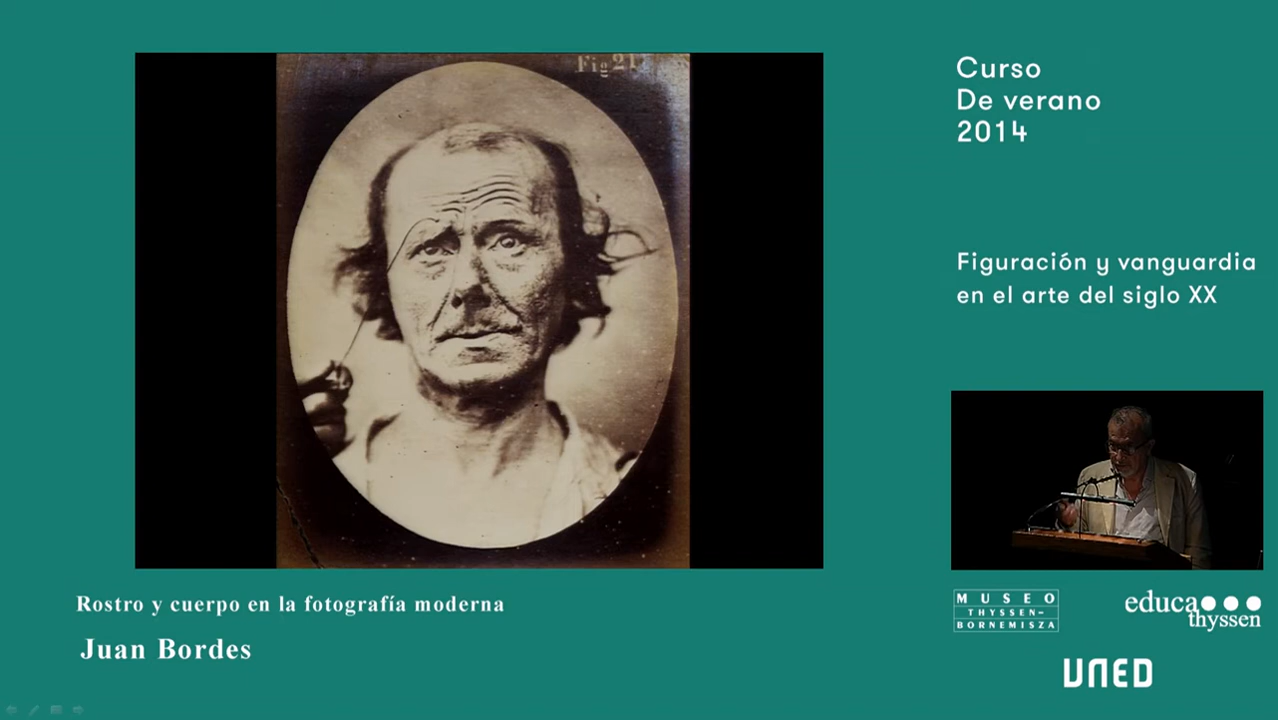 Fig 21
Curso
De verano
2014
Figuración y vanguardia
en el arte del siglo XX
Rostro y cuerpo en la fotografía moderna
Juan Bordes
MUSEO
THYSSEN-
BORNEMISZA
educa
thyssen
UNED